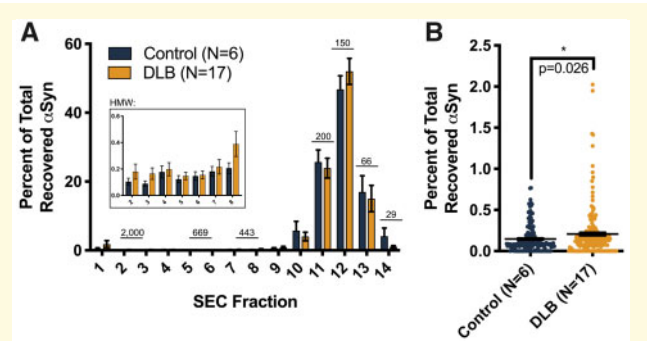 A
Percent of Total
Recovered αSyn
60
40
20
0
Control (N=6)
DLB (N=17)
HMW:
0.6
0.4
0.2
0.0
2 3 4 5 6 7 8
2,000
669
443
200
150
66
29
1 2 3 4 5 6 7 8 9 10 11 12 13 14
SEC Fraction
B
Percent of Total
Recovered αSyn
2.5
2.0
1.5
1.0
0.5
0.0
*
p=0.026
Control (N=6)
DLB (N=17)